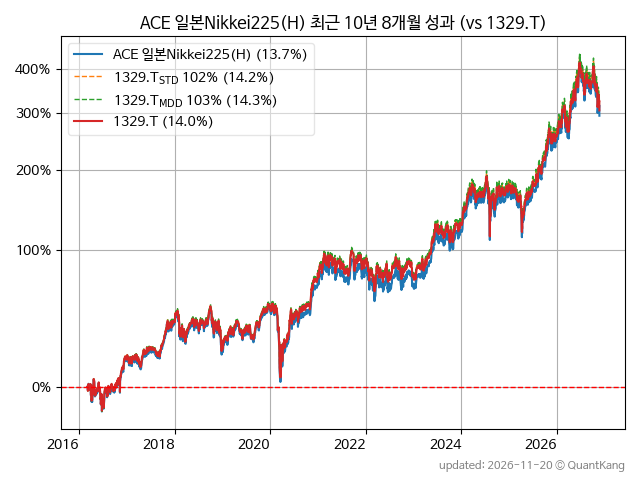 ACE 일본Nikkei225(H) 최근 10년 8개월 성과 (vs 1329.T)
ACE 일본Nikkei225(H) (13.7%)
1329.T_STD 102% (14.2%)
1329.T_MDD 103% (14.3%)
1329.T (14.0%)
400%
300%
200%
100%
0%
2016 2018 2020 2022 2024 2026
updated: 2026-11-20 © QuantKang